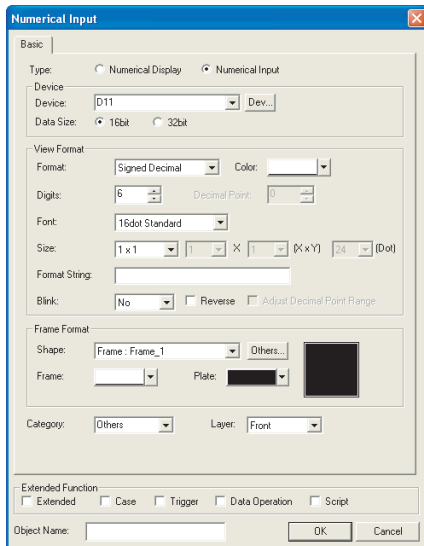 Numerical Input
Basic
Type: Numerical Display Numerical Input
Device
Device: D11 Dev...
Data Size: 16bit 32bit
View Format
Format: Signed Decimal Color:
Digits: 6 Decimal Point: 0
Font: 16dot Standard
Size: 1 x 1 1 X 1 (X x Y) 24 (Dot)
Format String:
Blink: No Reverse Adjust Decimal Point Range
Frame Format
Shape: Frame : Frame_1 Others...
Frame: Plate:
Category: Others Layer: Front
Extended Function
Extended Case Trigger Data Operation Script
Object Name: OK Cancel